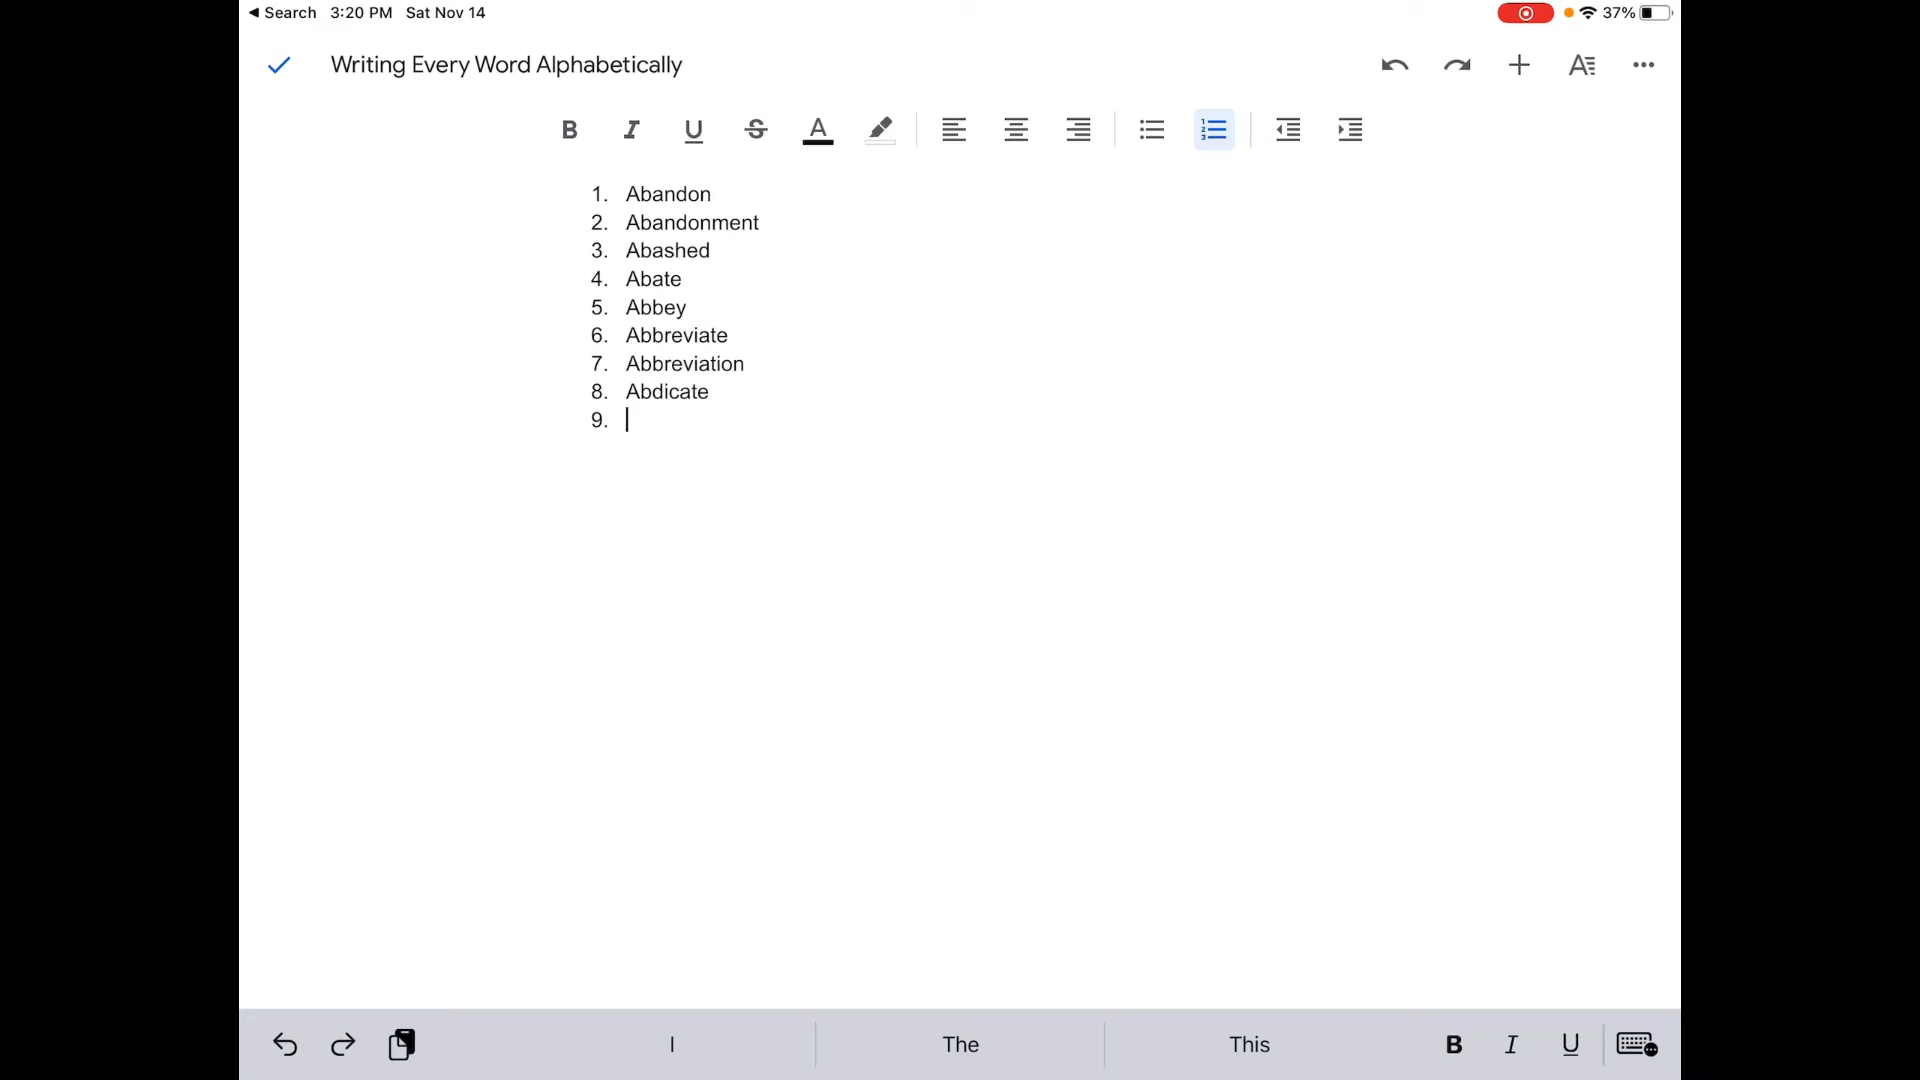 ◀ Search 3:20 PM Sat Nov 14 37%
Writing Every Word Alphabetically
B I U S A
1. Abandon
2. Abandonment
3. Abashed
4. Abate
5. Abbey
6. Abbreviate
7. Abbreviation
8. Abdicate
9.
I The This B I U